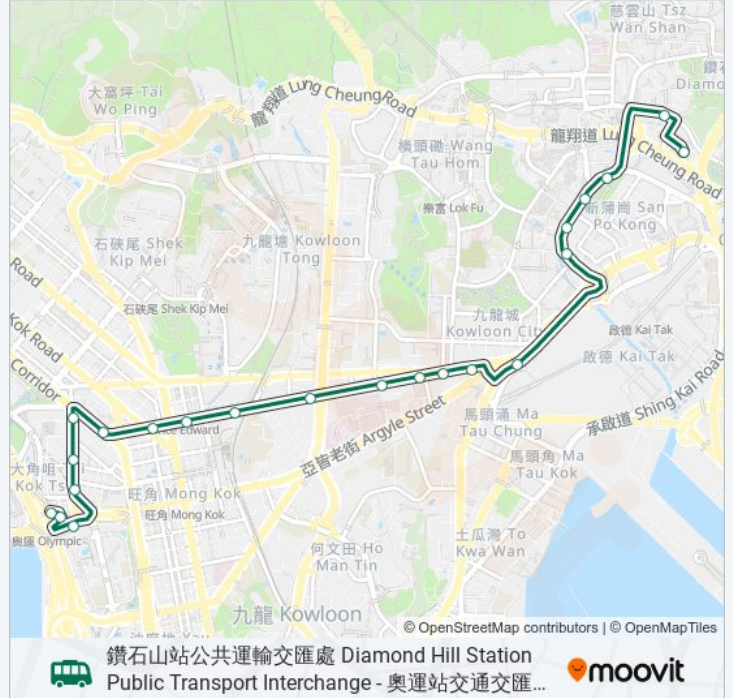 慈雲山 Tsz
Wan Shan
鑽石
Diamo
大窩坪 Tai
Wo Ping
龍翔道 Lung Cheung Road
橫頭磡 Wang
Tau Hom
龍翔道 Lu g Cheung Road
樂富 Lok Fu
新蒲崗 San
Po Kong
石硤尾 Shek
Kip Mei
九龍塘 Kowloon
Tong
Road
石硤尾 Shek Kip Mei
九龍城
Kowloon City
啟德 Kai Tak
Kok Road
啟德 Kai Tak
Corridor
承啟道 Shing Kai Road
亞皆老街 Argyle Street
馬頭涌 Ma
Tau Chung
nce Edward
馬頭角 Ma
Tau Kok
大角咀 T i
Kok Ts
旺角 Mong Kok
旺角 Mong Kok
奧運 Olympic
何文田 Ho
Man Tin
土瓜灣 To
Kwa Wan
九龍 Kowloon
油麻地 Yau
© OpenStreetMap contributors | © OpenMapTiles
鑽石山站公共運輸交匯處 Diamond Hill Station
Public Transport Interchange - 奧運站交通交匯...
moovit